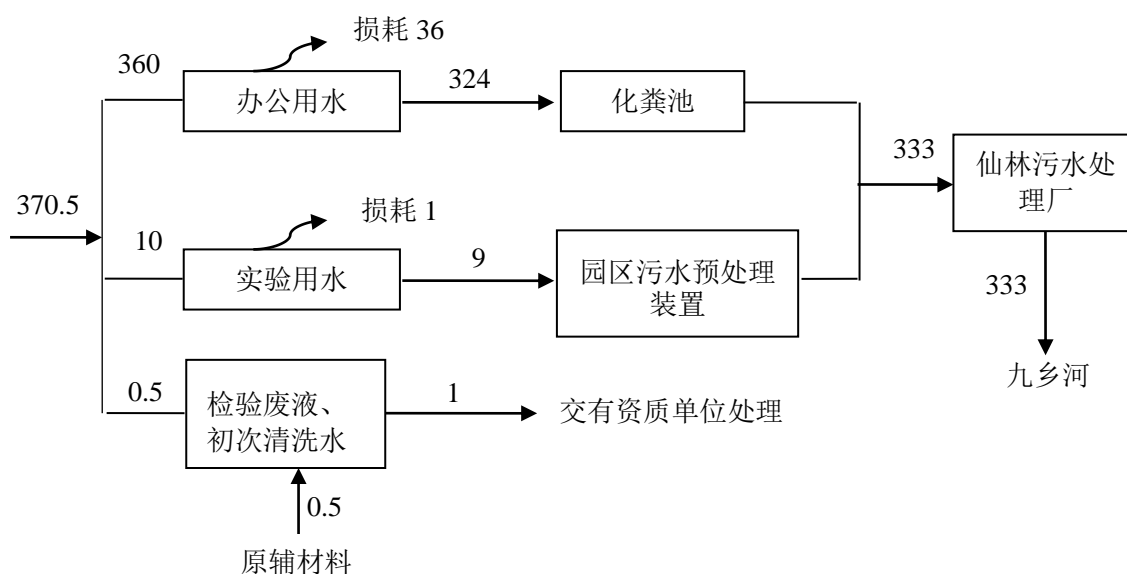 损耗 36
360
办公用水
324
化粪池
333
仙林污水处
理厂
370.5
损耗 1
10
实验用水
9
园区污水预处理
装置
333
九乡河
0.5
检验废液、
初次清洗水
1
交有资质单位处理
0.5
原辅材料